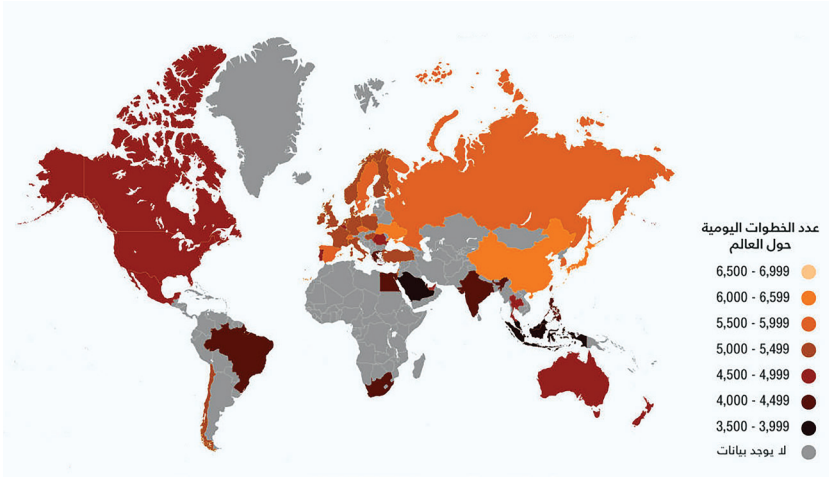 عدد الخطوات اليومية
حول العالم
6,500 - 6,999
6,000 - 6,599
5,500 - 5,999
5,000 - 5,499
4,500 - 4,999
4,000 - 4,499
3,500 - 3,999
لا يوجد بيانات